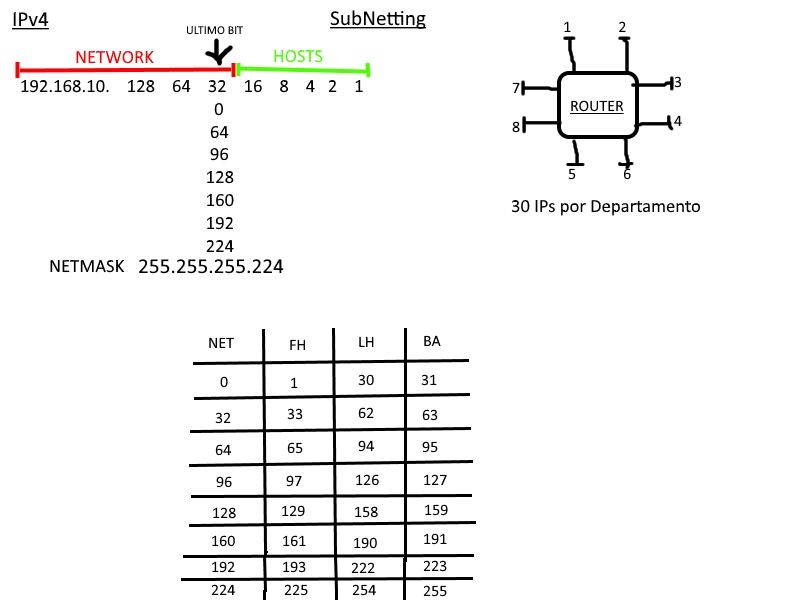 IPv4
SubNetting
ULTIMO BIT
NETWORK
HOSTS
192.168.10. 128 64 32 16 8 4 2 1
0
64
96
128
160
192
224
NETMASK 255.255.255.224
1 2
7 3
ROUTER
8 4
5 6
30 IPs por Departamento
NET FH LH BA
0 1 30 31
32 33 62 63
64 65 94 95
96 97 126 127
128 129 158 159
160 161 190 191
192 193 222 223
224 225 254 255